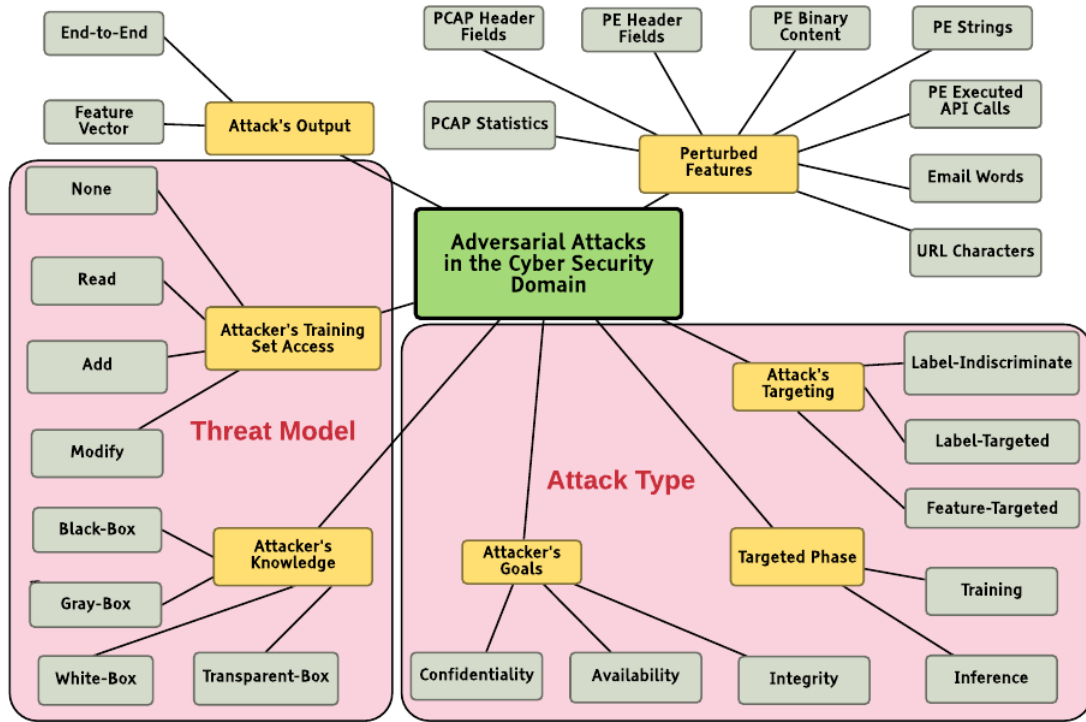 End-to-End
Feature
Vector
Attack's Output
PCAP Header
Fields
PE Header
Fields
PE Binary
Content
PE Strings
PCAP Statistics
PE Executed
API Calls
Perturbed
Features
Email Words
URL Characters
Adversarial Attacks
in the Cyber Security
Domain
None
Read
Attacker's Training
Set Access
Add
Modify
Threat Model
Black-Box
Attacker's
Knowledge
Gray-Box
White-Box
Transparent-Box
Attack's
Targeting
Label-Indiscriminate
Label-Targeted
Feature-Targeted
Attack Type
Attacker's
Goals
Targeted Phase
Training
Confidentiality
Availability
Integrity
Inference